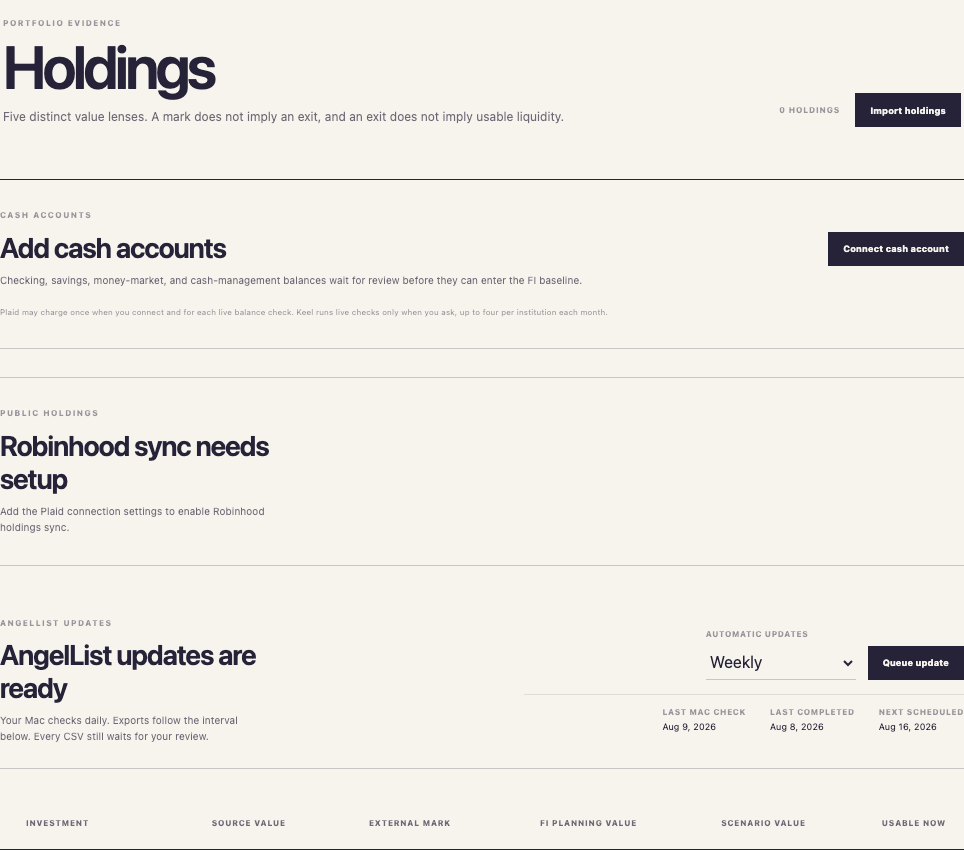 PORTFOLIO EVIDENCE
Holdings
Five distinct value lenses. A mark does not imply an exit, and an exit does not imply usable liquidity.
0 HOLDINGS
Import holdings
CASH ACCOUNTS
Add cash accounts
Connect cash account
Checking, savings, money-market, and cash-management balances wait for review before they can enter the FI baseline.
Plaid may charge once when you connect and for each live balance check. Keel runs live checks only when you ask, up to four per institution each month.
PUBLIC HOLDINGS
Robinhood sync needs
setup
Add the Plaid connection settings to enable Robinhood
holdings sync.
ANGELLIST UPDATES
AngelList updates are
ready
Your Mac checks daily. Exports follow the interval
below. Every CSV still waits for your review.
AUTOMATIC UPDATES
Weekly
Queue update
LAST MAC CHECK
Aug 9, 2026
LAST COMPLETED
Aug 8, 2026
NEXT SCHEDULED
Aug 16, 2026
INVESTMENT
SOURCE VALUE
EXTERNAL MARK
FI PLANNING VALUE
SCENARIO VALUE
USABLE NOW